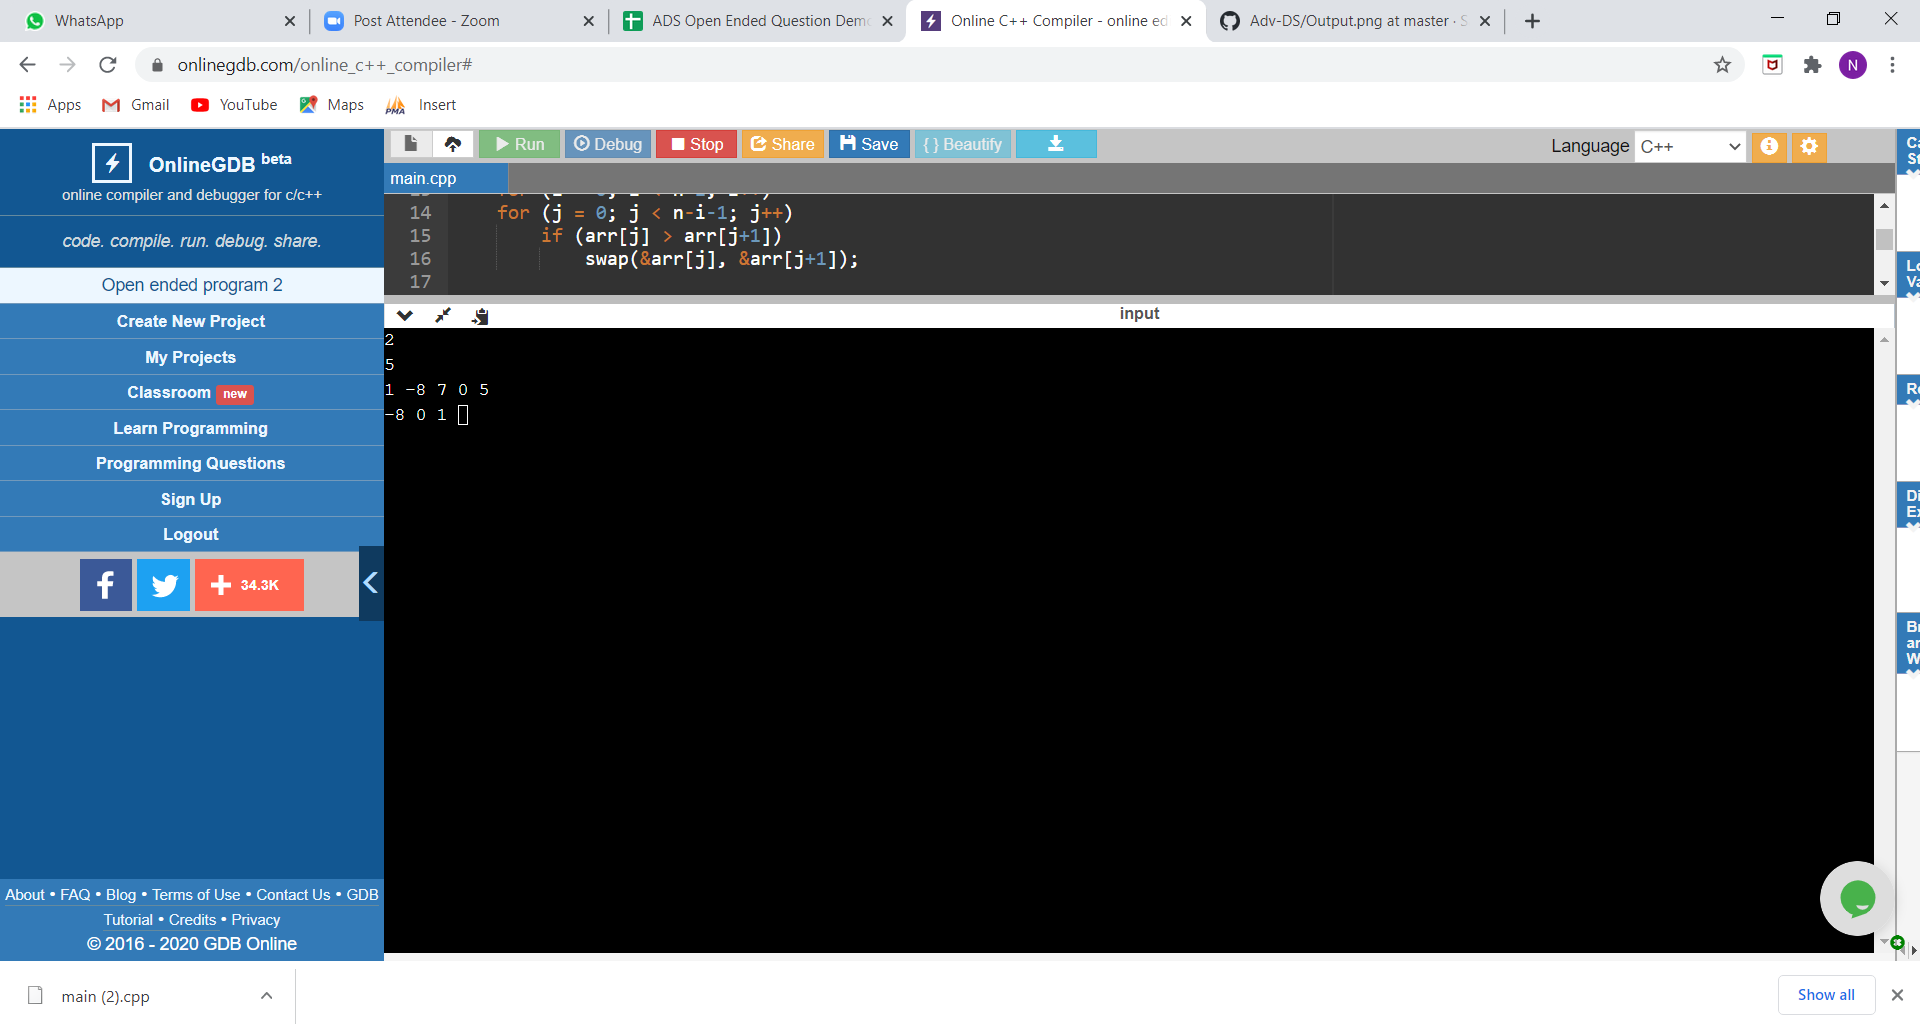 WhatsApp
Post Attendee - Zoom
ADS Open Ended Question Dem
Online C++ Compiler - online ed
Adv-DS/Output.png at master ·
onlinegdb.com/online_c++_compiler#
N
Apps
Gmail
YouTube
Maps
PMA
Insert
OnlineGDB beta
online compiler and debugger for c/c++
code. compile. run. debug. share.
Open ended program 2
Create New Project
My Projects
Classroom new
Learn Programming
Programming Questions
Sign Up
Logout
34.3K
About • FAQ • Blog • Terms of Use • Contact Us • GDB
Tutorial • Credits • Privacy
© 2016 - 2020 GDB Online
Run
Debug
Stop
Share
Save
{ } Beautify
Language C++
main.cpp
14 for (j = 0; j < n-i-1; j++)
15 if (arr[j] > arr[j+1])
16 swap(&arr[j], &arr[j+1]);
17
input
2
5
1 -8 7 0 5
-8 0 1
main (2).cpp
Show all